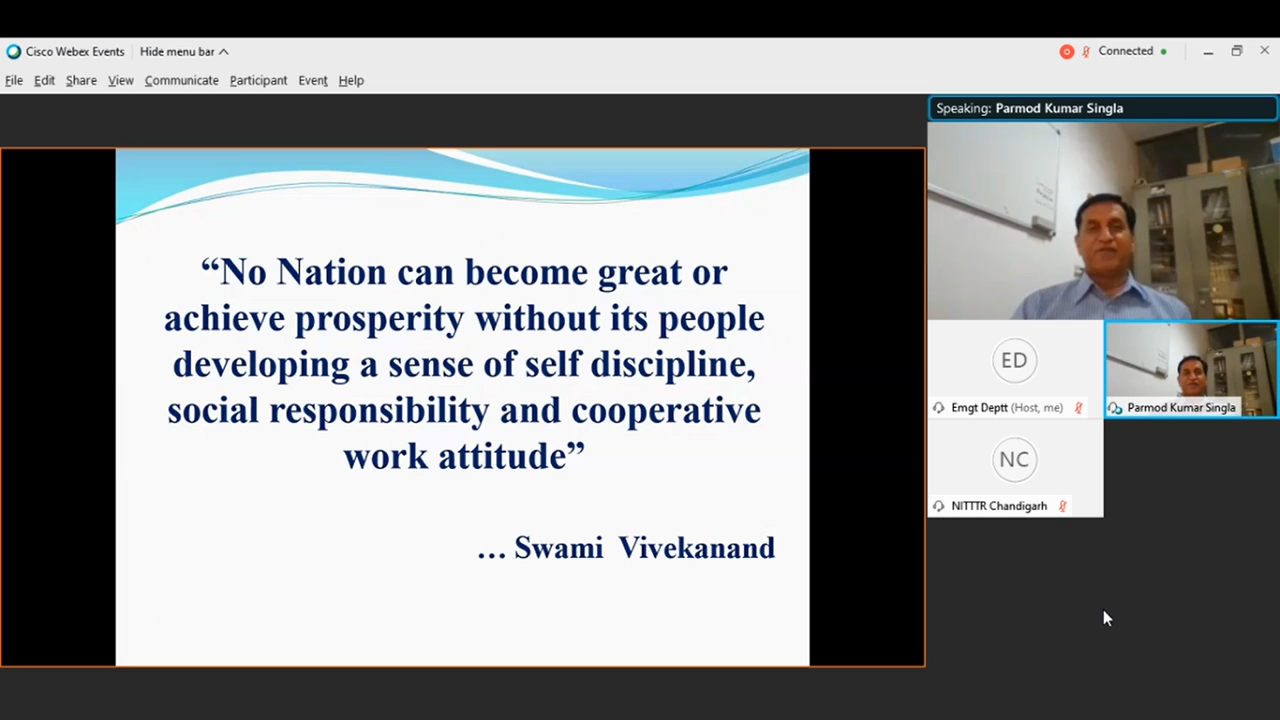 Cisco Webex Events
Hide menu bar
Connected
File Edit Share View Communicate Participant Event Help
Speaking: Parmod Kumar Singla
“No Nation can become great or
achieve prosperity without its people
developing a sense of self discipline,
social responsibility and cooperative
work attitude”
… Swami Vivekanand
ED
Emgt Deptt (Host, me)
Parmod Kumar Singla
NC
NITTTR Chandigarh